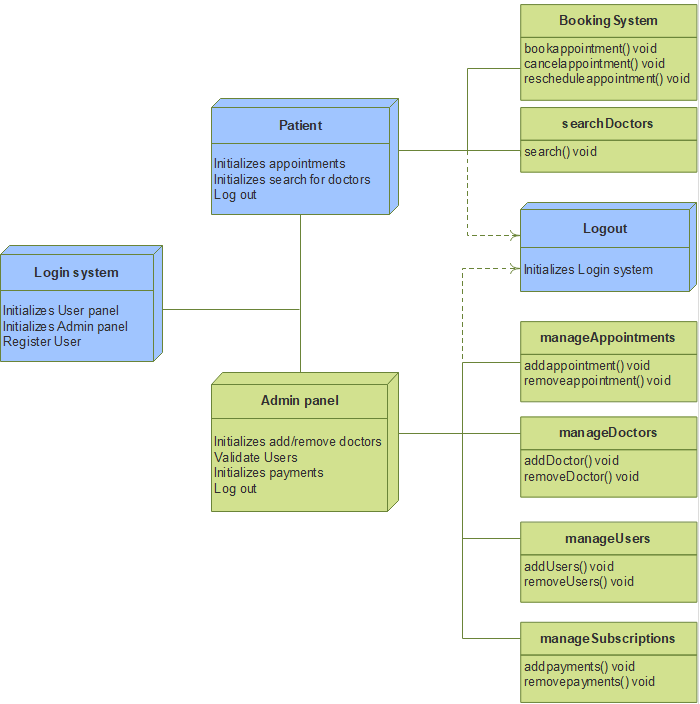 Booking System
bookappointment() void
cancelappointment() void
rescheduleappointment() void
searchDoctors
search() void
Patient
Initializes appointments
Initializes search for doctors
Log out
Logout
Initializes Login system
Login system
Initializes User panel
Initializes Admin panel
Register User
manageAppointments
addappointment() void
removeappointment() void
Admin panel
Initializes add/remove doctors
Validate Users
Initializes payments
Log out
manageDoctors
addDoctor() void
removeDoctor() void
manageUsers
addUsers() void
removeUsers() void
manageSubscriptions
addpayments() void
removepayments() void